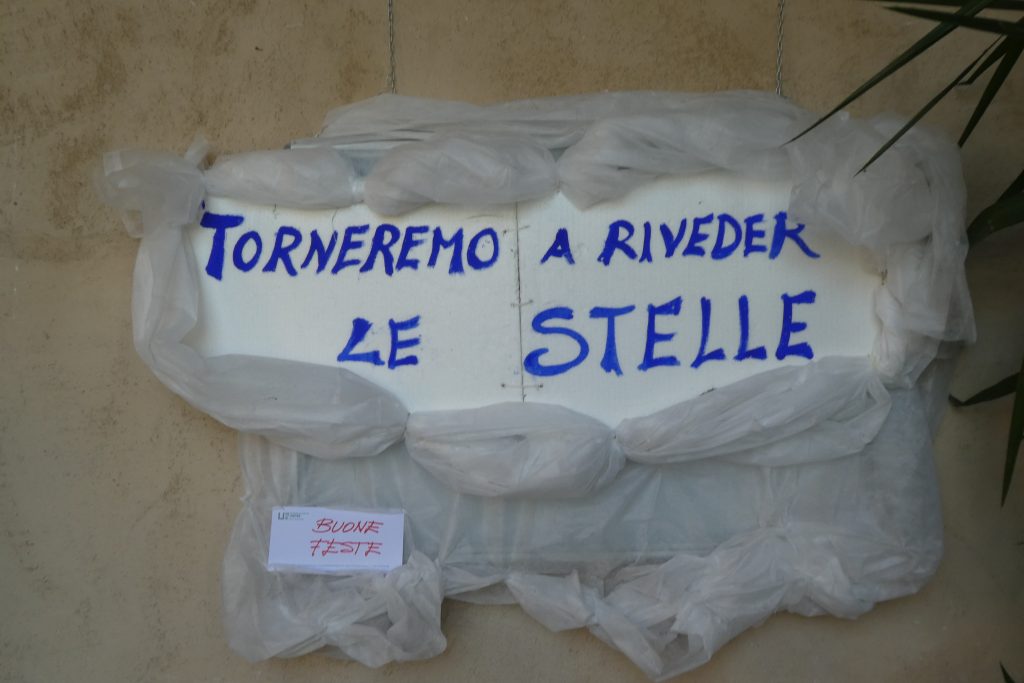 TORNEREMO A RIVEDER
LE STELLE
BUONE
FESTE